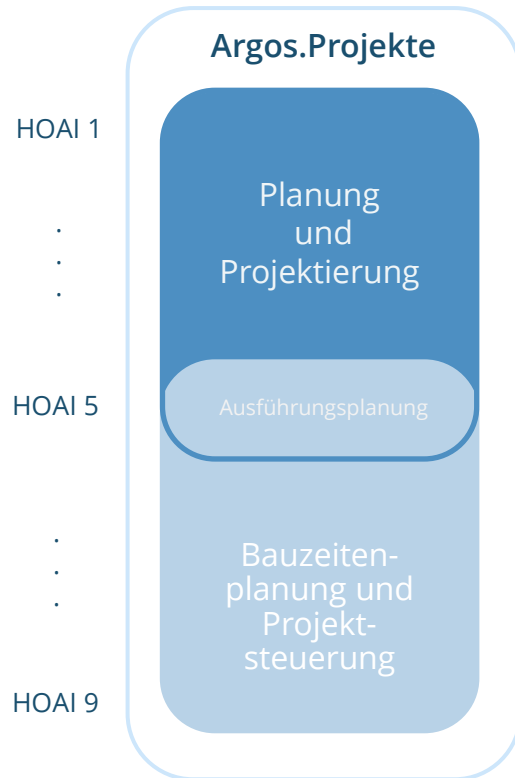 Argos.Projekte
HOAI 1
Planung
und
Projektierung
.
.
.
HOAI 5
Ausführungsplanung
.
.
.
Bauzeiten-
planung und
Projekt-
steuerung
HOAI 9